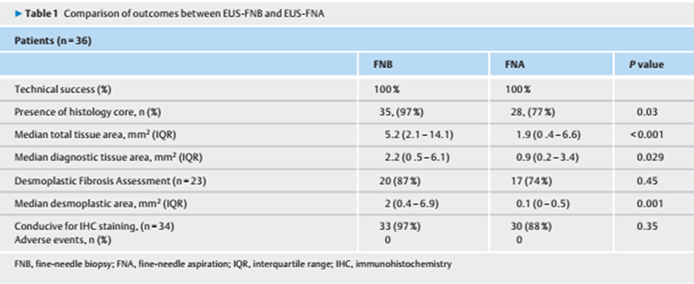 ▶ Table 1 Comparison of outcomes between EUS-FNB and EUS-FNA
Patients (n = 36)
FNB FNA P value
Technical success (%) 100% 100%
Presence of histology core, n (%) 35, (97%) 28, (77%) 0.03
Median total tissue area, mm² (IQR) 5.2 (2.1–14.1) 1.9 (0.4–6.6) <0.001
Median diagnostic tissue area, mm² (IQR) 2.2 (0.5–6.1) 0.9 (0.2–3.4) 0.029
Desmoplastic Fibrosis Assessment (n = 23) 20 (87%) 17 (74%) 0.45
Median desmoplastic area, mm² (IQR) 2 (0.4–6.9) 0.1 (0–0.5) 0.001
Conducive for IHC staining, (n = 34) 33 (97%) 30 (88%) 0.35
Adverse events, n (%) 0 0
FNB, fine-needle biopsy; FNA, fine-needle aspiration; IQR, interquartile range; IHC, immunohistochemistry